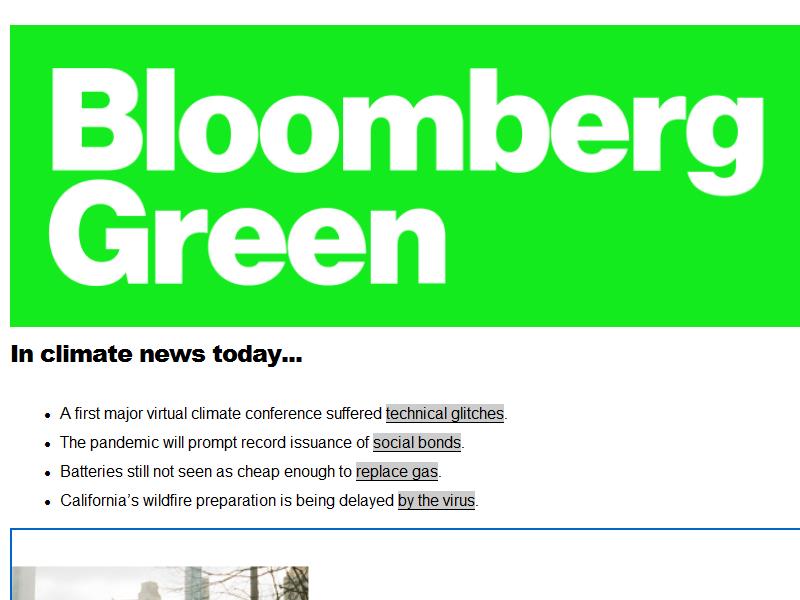 Bloomberg
Green
In climate news today...
• A first major virtual climate conference suffered technical glitches.
• The pandemic will prompt record issuance of social bonds.
• Batteries still not seen as cheap enough to replace gas.
• California’s wildfire preparation is being delayed by the virus.